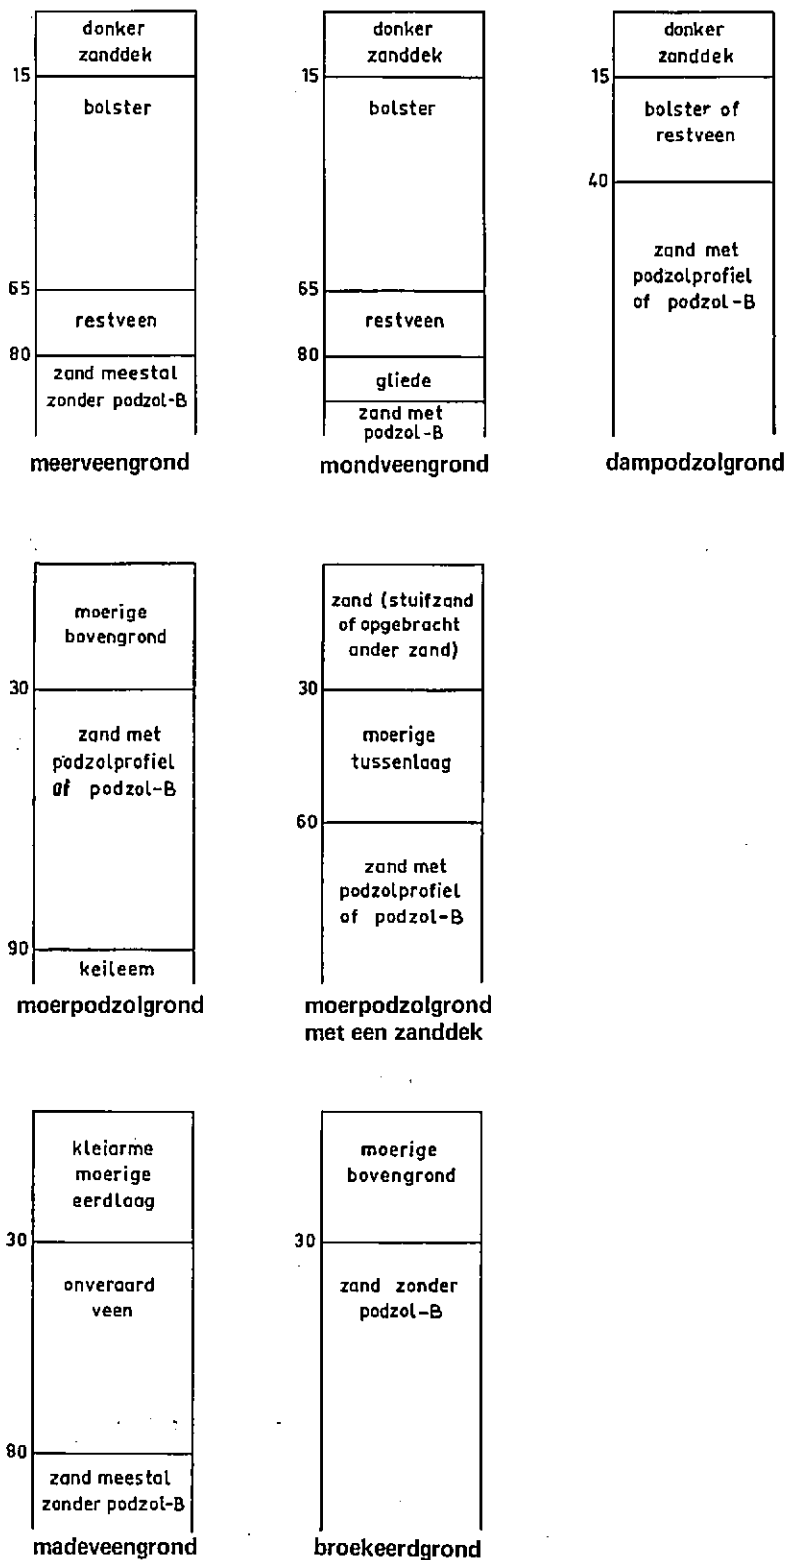 donker
zanddek
15
bolster
65
restveen
80
zand meestal
zonder podzol-B
meerveengrond
donker
zanddek
15
bolster
65
restveen
80
gliede
zand met
podzol-B
mondveengrond
donker
zanddek
15
bolster of
restveen
40
zand met
podzolprofiel
of podzol-B
dampodzolgrond
moerige
bovengrond
30
zand met
podzolprofiel
of podzol-B
90
keileem
moerpodzolgrond
zand (stuifzand
of opgebracht
ander zand)
30
moerige
tussenlaag
60
zand met
podzolprofiel
of podzol-B
moerpodzolgrond
met een zanddek
kleiarme
moerige
eerdlaag
30
onveraard
veen
80
zand meestal
zonder podzol-B
madeveengrond
moerige
bovengrond
30
zand zonder
podzol-B
broekeerdgrond